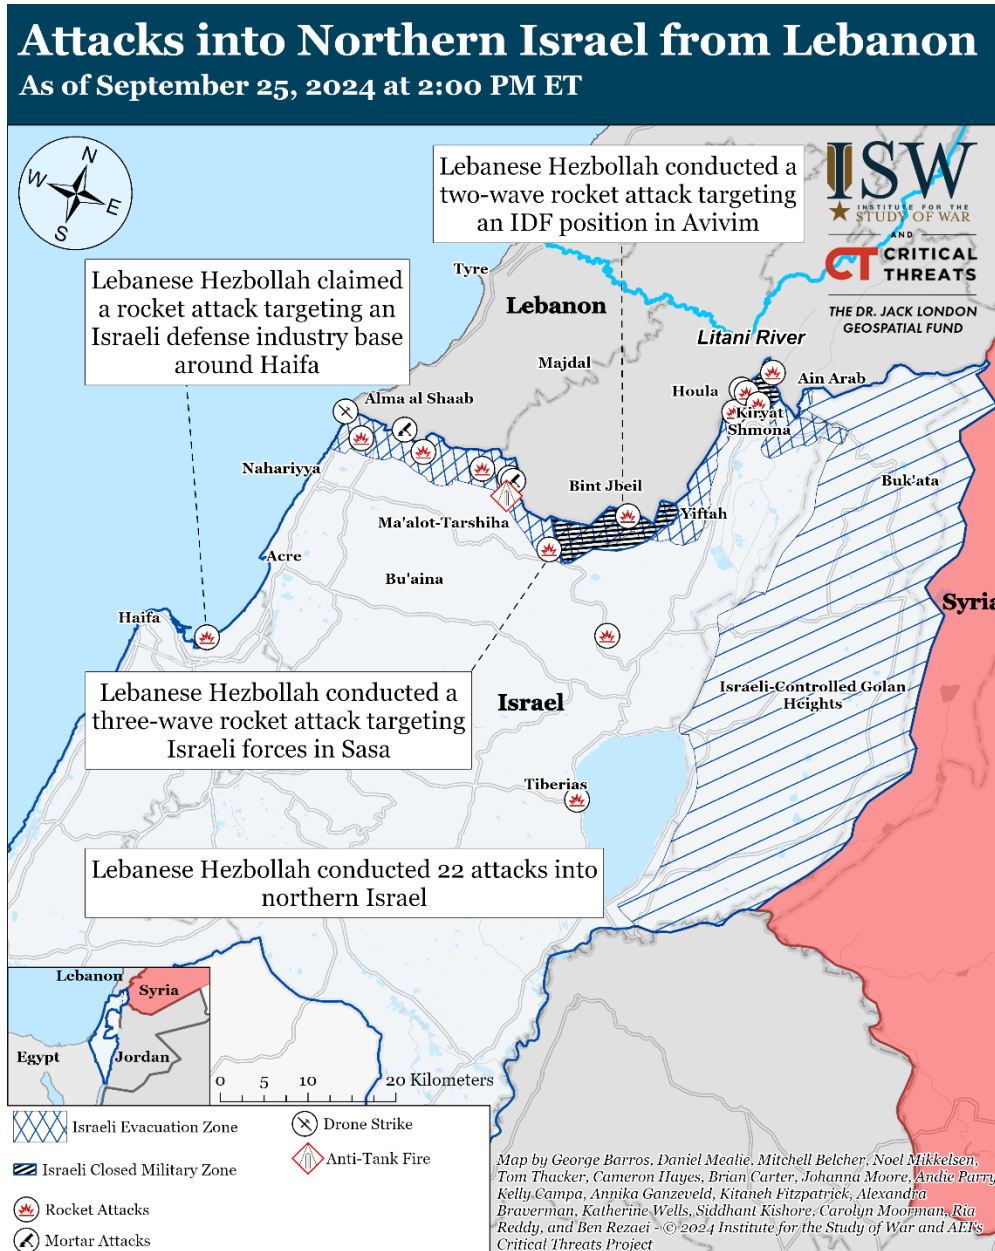 Attacks into Northern Israel from Lebanon
As of September 25, 2024 at 2:00 PM ET
N
W
E
S
Lebanese Hezbollah conducted a
two-wave rocket attack targeting
an IDF position in Avivim
ISW
INSTITUTE FOR THE
STUDY OF WAR
AND
CT CRITICAL
THREATS
THE DR. JACK LONDON
GEOSPATIAL FUND
Lebanese Hezbollah claimed
a rocket attack targeting an
Israeli defense industry base
around Haifa
Tyre
Lebanon
Litani River
Majdal
Houla
Ain Arab
Alma al Shaab
Kiryat
Shmona
Nahariyya
Bint Jbeil
Buk'ata
Ma'alot-Tarshiha
Yiftah
Acre
Bu'aina
Haifa
Syria
Lebanese Hezbollah conducted a
three-wave rocket attack targeting
Israeli forces in Sasa
Israel
Israeli-Controlled Golan
Heights
Tiberias
Lebanese Hezbollah conducted 22 attacks into
northern Israel
Lebanon
Syria
Egypt
Jordan
0 5 10 20 Kilometers
Israeli Evacuation Zone
Israeli Closed Military Zone
Rocket Attacks
Mortar Attacks
Drone Strike
Anti-Tank Fire
Map by George Barros, Daniel Mealie, Mitchell Belcher, Noel Mikkelsen,
Tom Thacker, Cameron Hayes, Brian Carter, Johanna Moore, Andie Parry,
Kelly Campa, Annika Ganzeveld, Kitaneh Fitzpatrick, Alexandra
Braverman, Katherine Wells, Siddhant Kishore, Carolyn Moorman, Ria
Reddy, and Ben Rezaei - © 2024 Institute for the Study of War and AEI's
Critical Threats Project